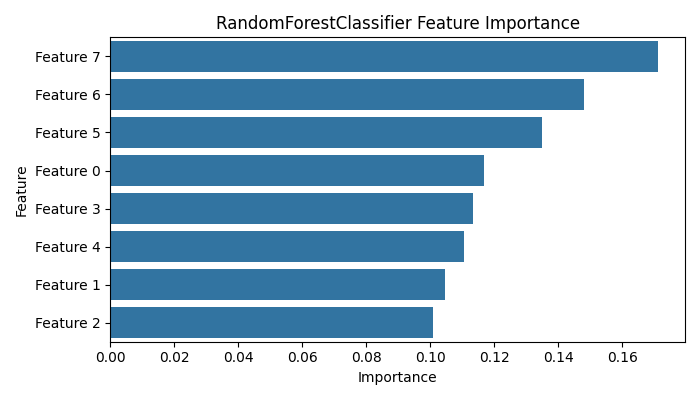 RandomForestClassifier Feature Importance
Feature 7
Feature 6
Feature 5
Feature 0
Feature 3
Feature 4
Feature 1
Feature 2
Feature
0.00 0.02 0.04 0.06 0.08 0.10 0.12 0.14 0.16
Importance